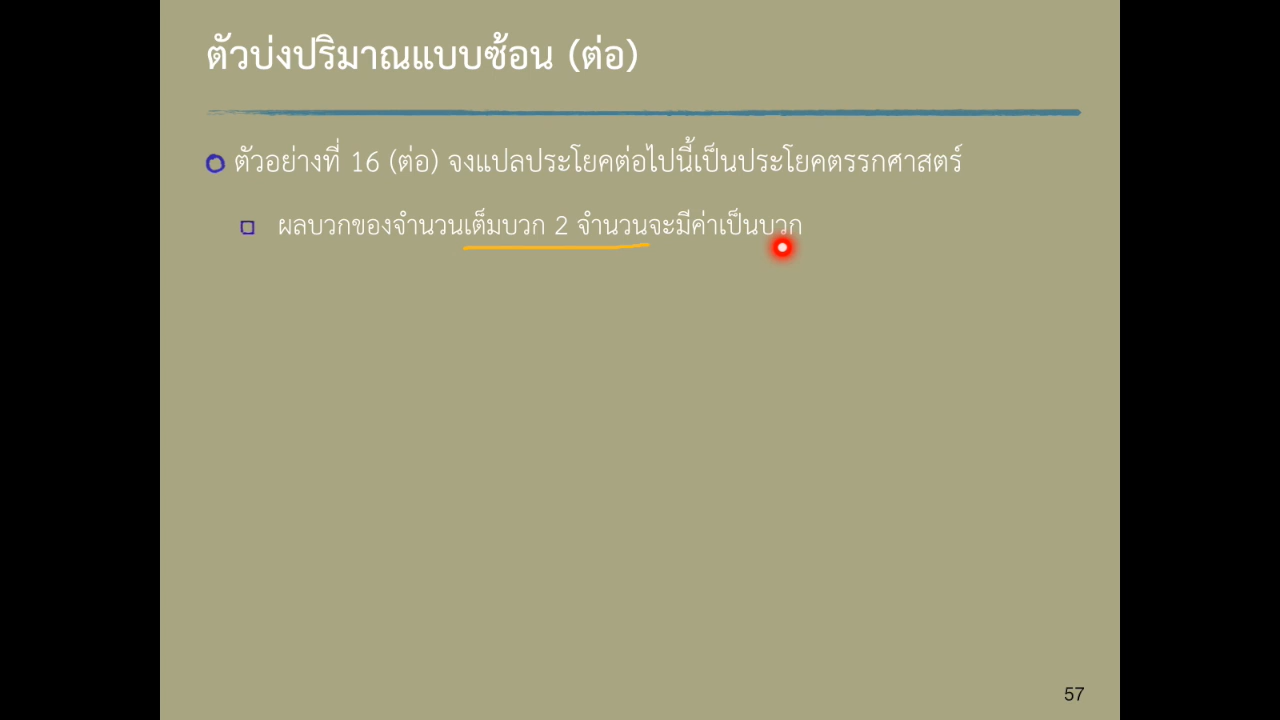 ตัวบ่งปริมาณแบบซ้อน (ต่อ)
ตัวอย่างที่ 16 (ต่อ) จงแปลประโยคต่อไปนี้เป็นประโยคตรรกศาสตร์
ผลบวกของจำนวนเต็มบวก 2 จำนวนจะมีค่าเป็นบวก
57